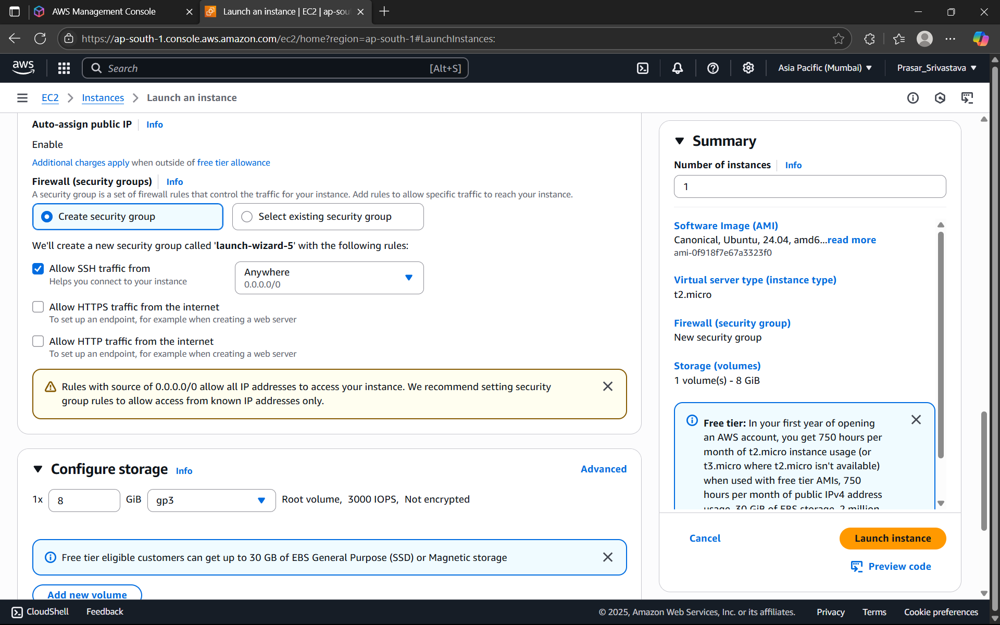 AWS Management Console
Launch an instance | EC2 | ap-sou
https://ap-south-1.console.aws.amazon.com/ec2/home?region=ap-south-1#LaunchInstances:
aws
Search
[Alt+S]
Asia Pacific (Mumbai)
Prasar_Srivastava
EC2
Instances
Launch an instance
Auto-assign public IP
Info
Enable
Additional charges apply when outside of free tier allowance
Firewall (security groups)
Info
A security group is a set of firewall rules that control the traffic for your instance. Add rules to allow specific traffic to reach your instance.
Create security group
Select existing security group
We'll create a new security group called 'launch-wizard-5' with the following rules:
Allow SSH traffic from
Helps you connect to your instance
Anywhere
0.0.0.0/0
Allow HTTPS traffic from the internet
To set up an endpoint, for example when creating a web server
Allow HTTP traffic from the internet
To set up an endpoint, for example when creating a web server
Rules with source of 0.0.0.0/0 allow all IP addresses to access your instance. We recommend setting security
group rules to allow access from known IP addresses only.
Configure storage
Info
Advanced
1x
8
GiB
gp3
Root volume, 3000 IOPS, Not encrypted
Free tier eligible customers can get up to 30 GB of EBS General Purpose (SSD) or Magnetic storage
Add new volume
Summary
Number of instances
Info
1
Software Image (AMI)
Canonical, Ubuntu, 24.04, amd6...read more
ami-0f918f7e67a3323f0
Virtual server type (instance type)
t2.micro
Firewall (security group)
New security group
Storage (volumes)
1 volume(s) - 8 GiB
Free tier: In your first year of opening
an AWS account, you get 750 hours per
month of t2.micro instance usage (or
t3.micro where t2.micro isn't available)
when used with free tier AMIs, 750
hours per month of public IPv4 address
usage, 30 GiB of EBS storage, 2 million
Cancel
Launch instance
Preview code
CloudShell
Feedback
© 2025, Amazon Web Services, Inc. or its affiliates.
Privacy
Terms
Cookie preferences